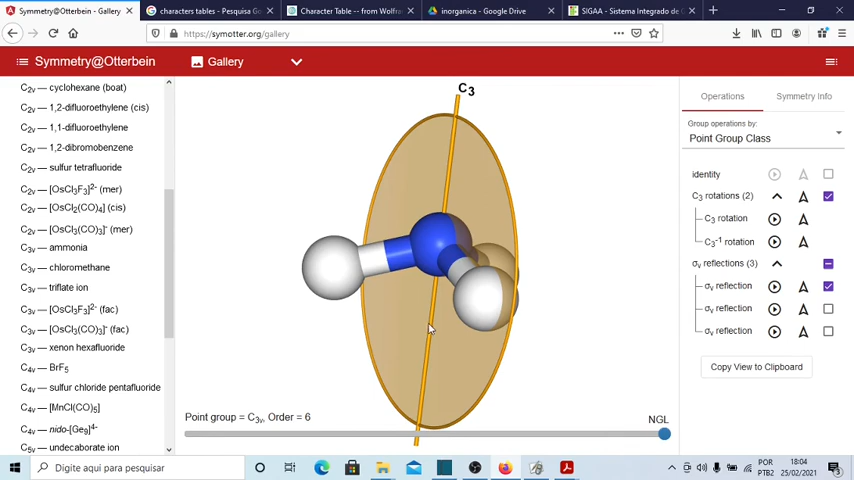 Symmetry@Otterbein - Gallery
characters tables - Pesquisa Go
Character Table -- from Wolfra
inorganica - Google Drive
SIGAA - Sistema Integrado de
https://symotter.org/gallery
Symmetry@Otterbein
Gallery
C2v — cyclohexane (boat)
C2v — 1,2-difluoroethylene (cis)
C2v — 1,1-difluoroethylene
C2v — 1,2-dibromobenzene
C2v — sulfur tetrafluoride
C2v — [OsCl3F3]2- (mer)
C2v — [OsCl2(CO)4] (cis)
C2v — [OsCl3(CO)3]- (mer)
C3v — ammonia
C3v — chloromethane
C3v — triflate ion
C3v — [OsCl3F3]2- (fac)
C3v — [OsCl3(CO)3]- (fac)
C3v — xenon hexafluoride
C4v — BrF5
C4v — sulfur chloride pentafluoride
C4v — [MnCl(CO)5]
C4v — nido-[Ge9]4-
C5v — undecaborate ion
C3
Point group = C3v, Order = 6
NGL
Operations
Symmetry Info
Group operations by:
Point Group Class
identity
C3 rotations (2)
C3 rotation
C3-1 rotation
σv reflections (3)
σv reflection
σv reflection
σv reflection
Copy View to Clipboard
Digite aqui para pesquisar
POR
PTB2
18:04
25/02/2021